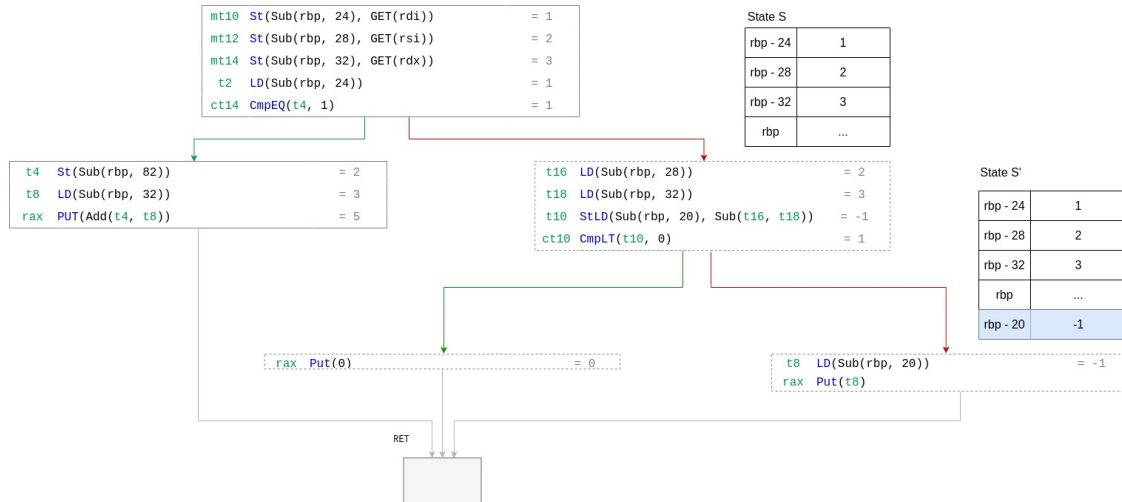 mt10 St(Sub(rbp, 24), GET(rdi)) = 1
mt12 St(Sub(rbp, 28), GET(rsi)) = 2
mt14 St(Sub(rbp, 32), GET(rdx)) = 3
t2 LD(Sub(rbp, 24)) = 1
ct14 CmpEQ(t4, 1) = 1
State S
rbp - 24 1
rbp - 28 2
rbp - 32 3
rbp ...
t4 St(Sub(rbp, 82)) = 2
t8 LD(Sub(rbp, 32)) = 3
rax PUT(Add(t4, t8)) = 5
t16 LD(Sub(rbp, 28)) = 2
t18 LD(Sub(rbp, 32)) = 3
t10 StLD(Sub(rbp, 20), Sub(t16, t18)) = -1
ct10 CmpLT(t10, 0) = 1
State S'
rbp - 24 1
rbp - 28 2
rbp - 32 3
rbp ...
rbp - 20 -1
rax Put(0) = 0
t8 LD(Sub(rbp, 20)) = -1
rax Put(t8)
RET